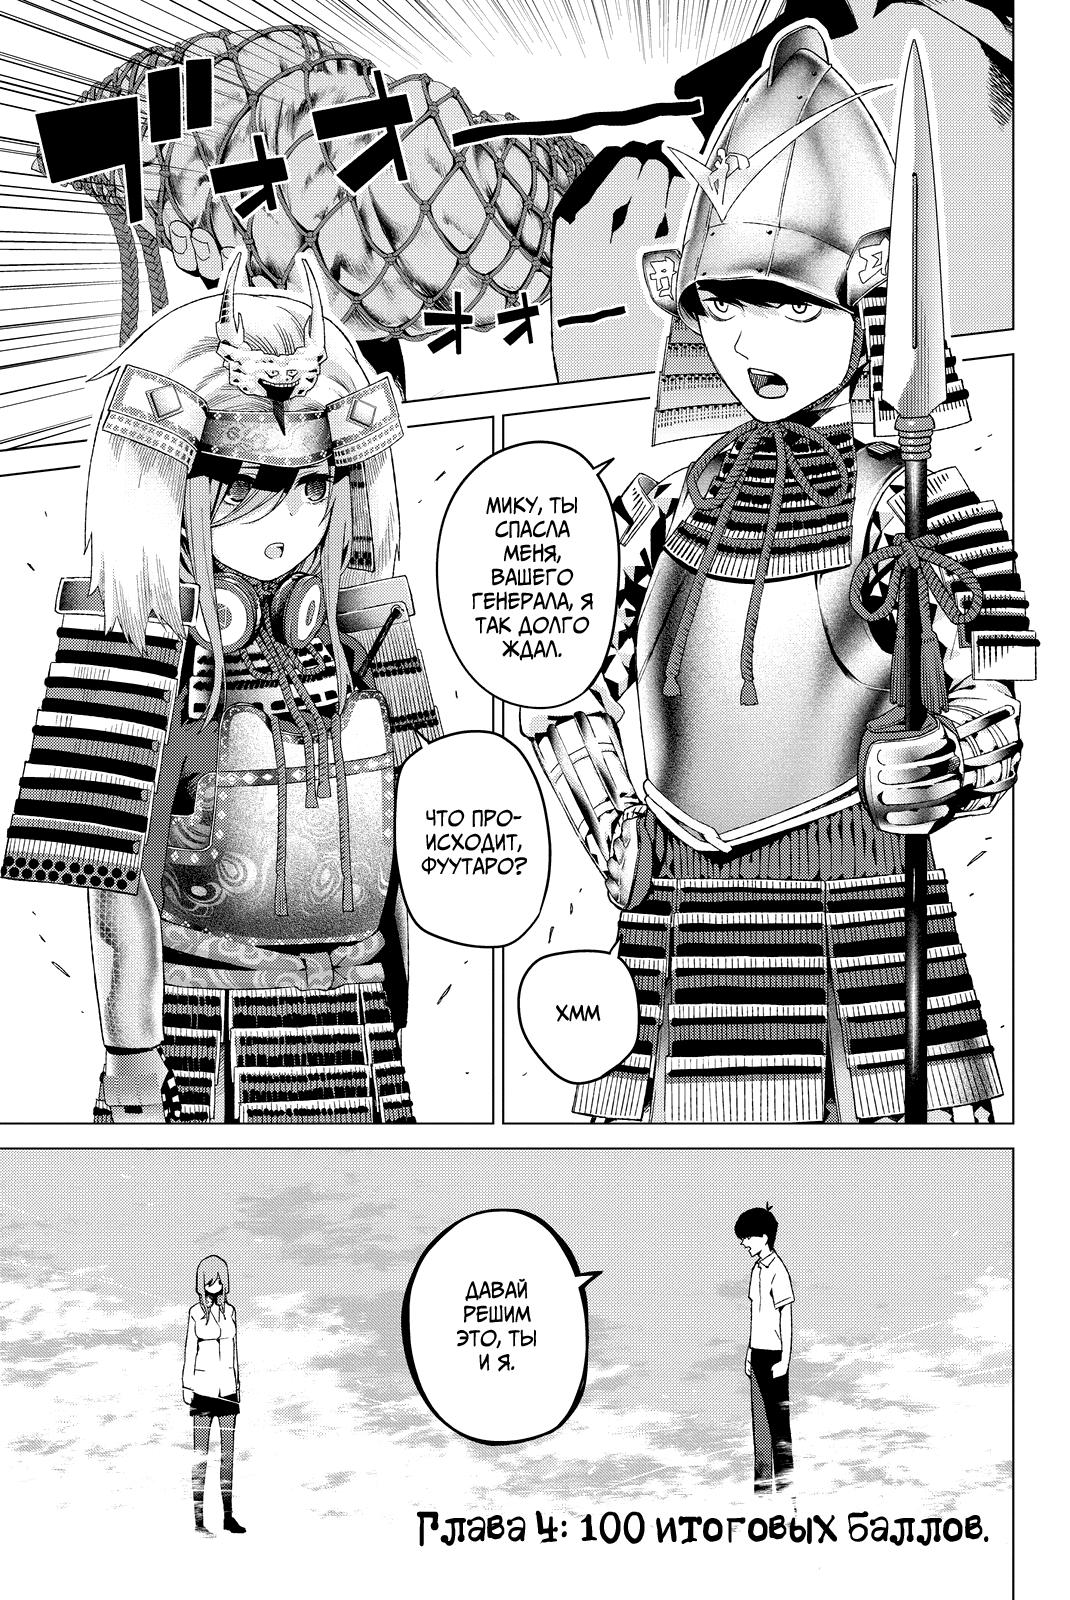 ブォオー
ォオー
МИКУ, ТЫ
СПАСЛА
МЕНЯ,
ВАШЕГО
ГЕНЕРАЛА, Я
ТАК ДОЛГО
ЖДАЛ.
ЧТО ПРО-
ИСХОДИТ,
ФУУТАРО?
ХММ
ДАВАЙ
РЕШИМ
ЭТО, ТЫ
И Я.
Глава 4: 100 итоговых баллов.